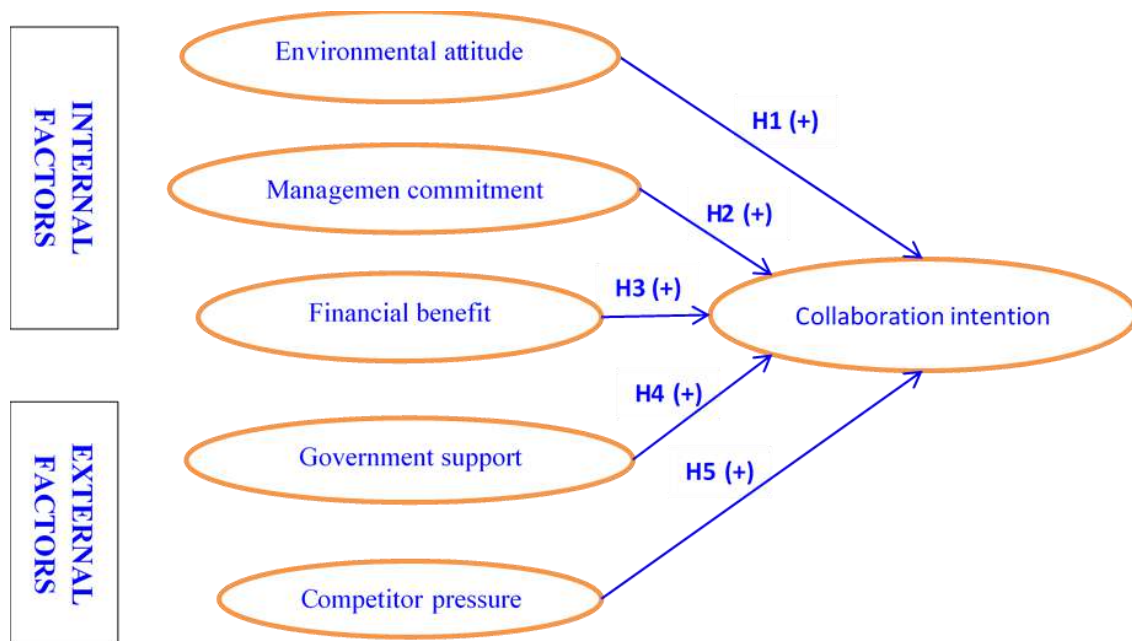 INTERNAL
FACTORS
Environmental attitude
H1 (+)
Managemen commitment
H2 (+)
Financial benefit
H3 (+)
Collaboration intention
EXTERNAL
FACTORS
Government support
H4 (+)
Competitor pressure
H5 (+)